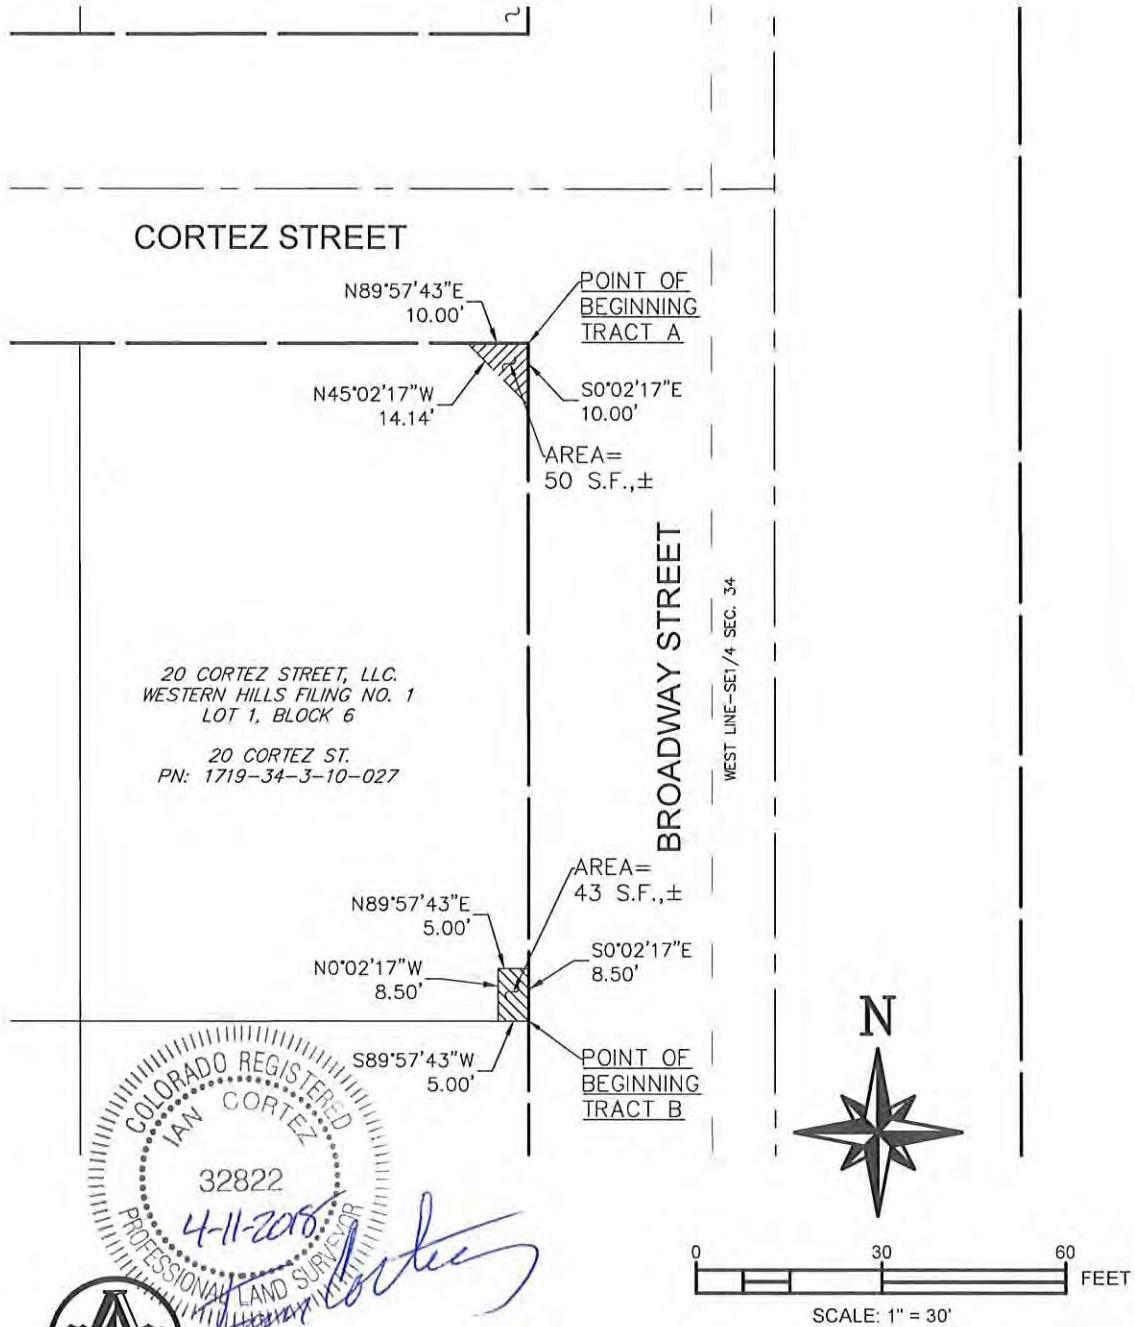 CORTEZ STREET
N89°57'43"E
10.00'
POINT OF
BEGINNING
TRACT A
N45°02'17"W
14.14'
S0°02'17"E
10.00'
AREA=
50 S.F.,±
BROADWAY STREET
WEST LINE-SE1/4 SEC. 34
20 CORTEZ STREET, LLC.
WESTERN HILLS FILING NO. 1
LOT 1, BLOCK 6
20 CORTEZ ST.
PN: 1719-34-3-10-027
AREA=
43 S.F.,±
N89°57'43"E
5.00'
N0°02'17"W
8.50'
S0°02'17"E
8.50'
S89°57'43"W
5.00'
POINT OF
BEGINNING
TRACT B
N
COLORADO REGISTERED
IAN CORTEZ
32822
4-11-2018
PROFESSIONAL LAND SURVEYOR
Cortez
0 30 60
FEET
SCALE: 1" = 30'